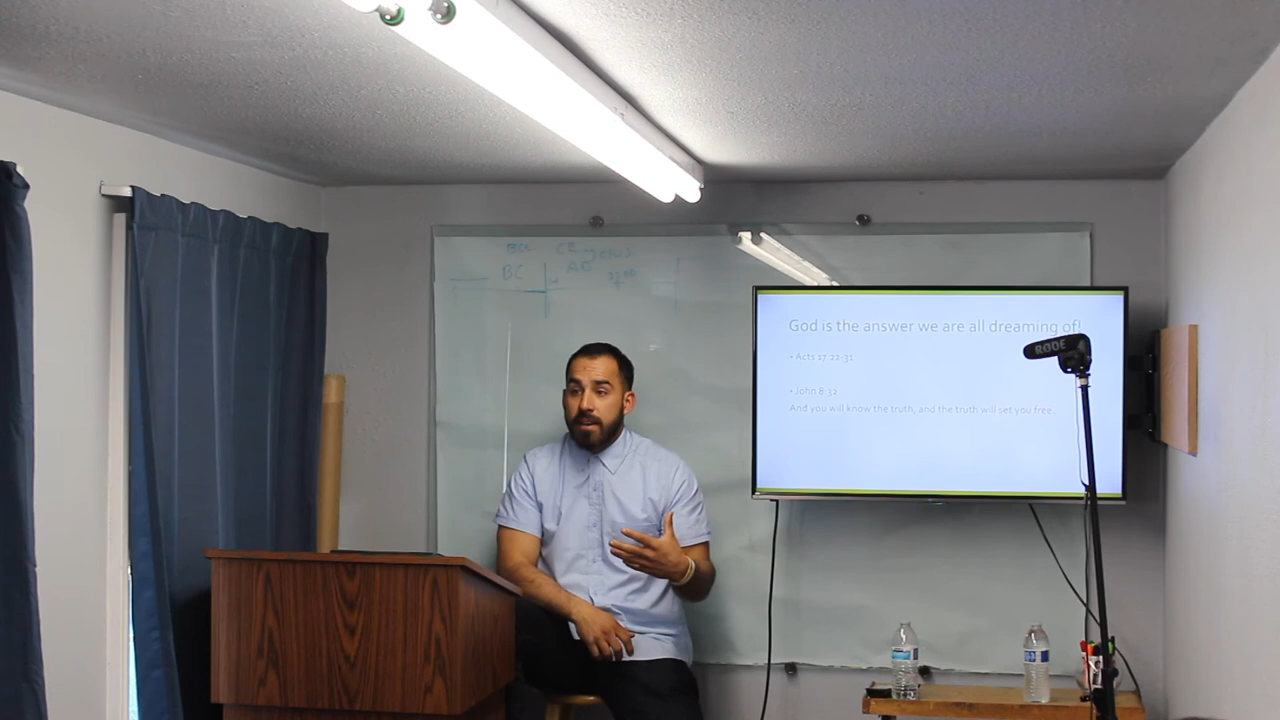 BC
CE
AD
God is the answer we are all dreaming of!
• Acts 17:22-31
• John 8:32
And you will know the truth, and the truth will set you free.
RØDE